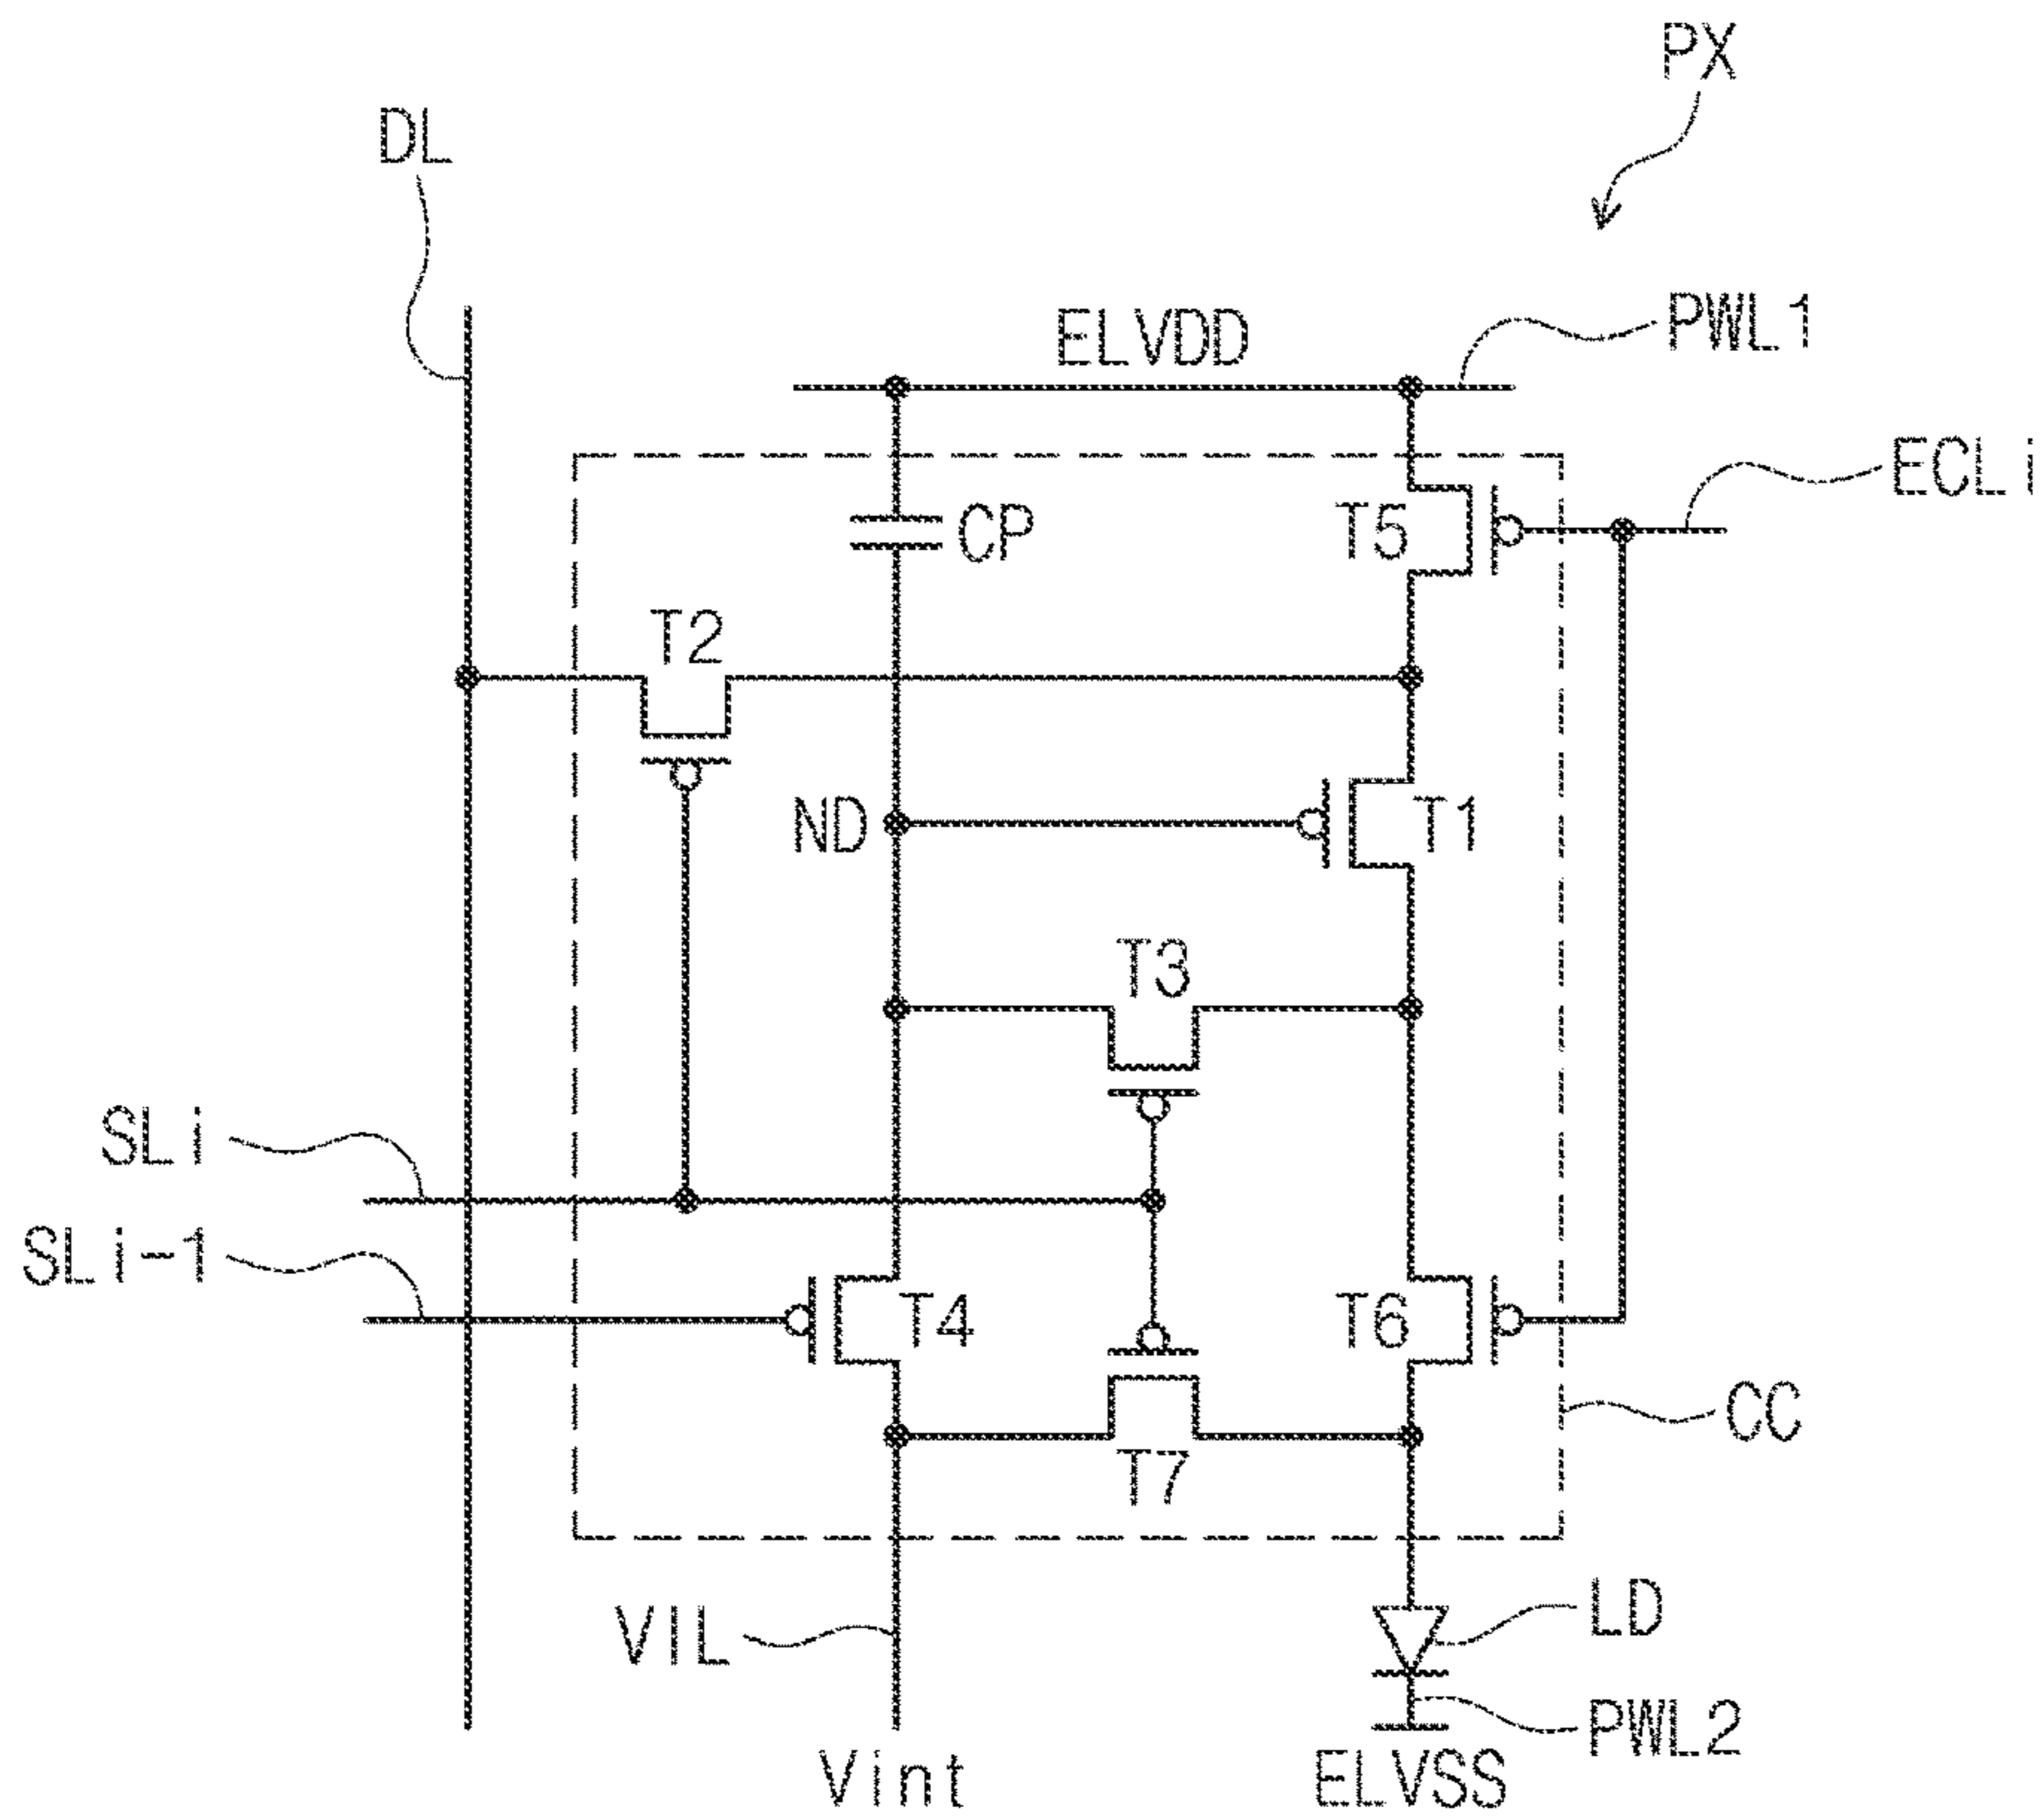 PX
DL
ELVDD
PWL1
ECLi
CP
T5
T2
ND
T1
T3
SLi
SLi-1
T4
T6
CC
T7
VIL
LD
PWL2
Vint
ELVSS